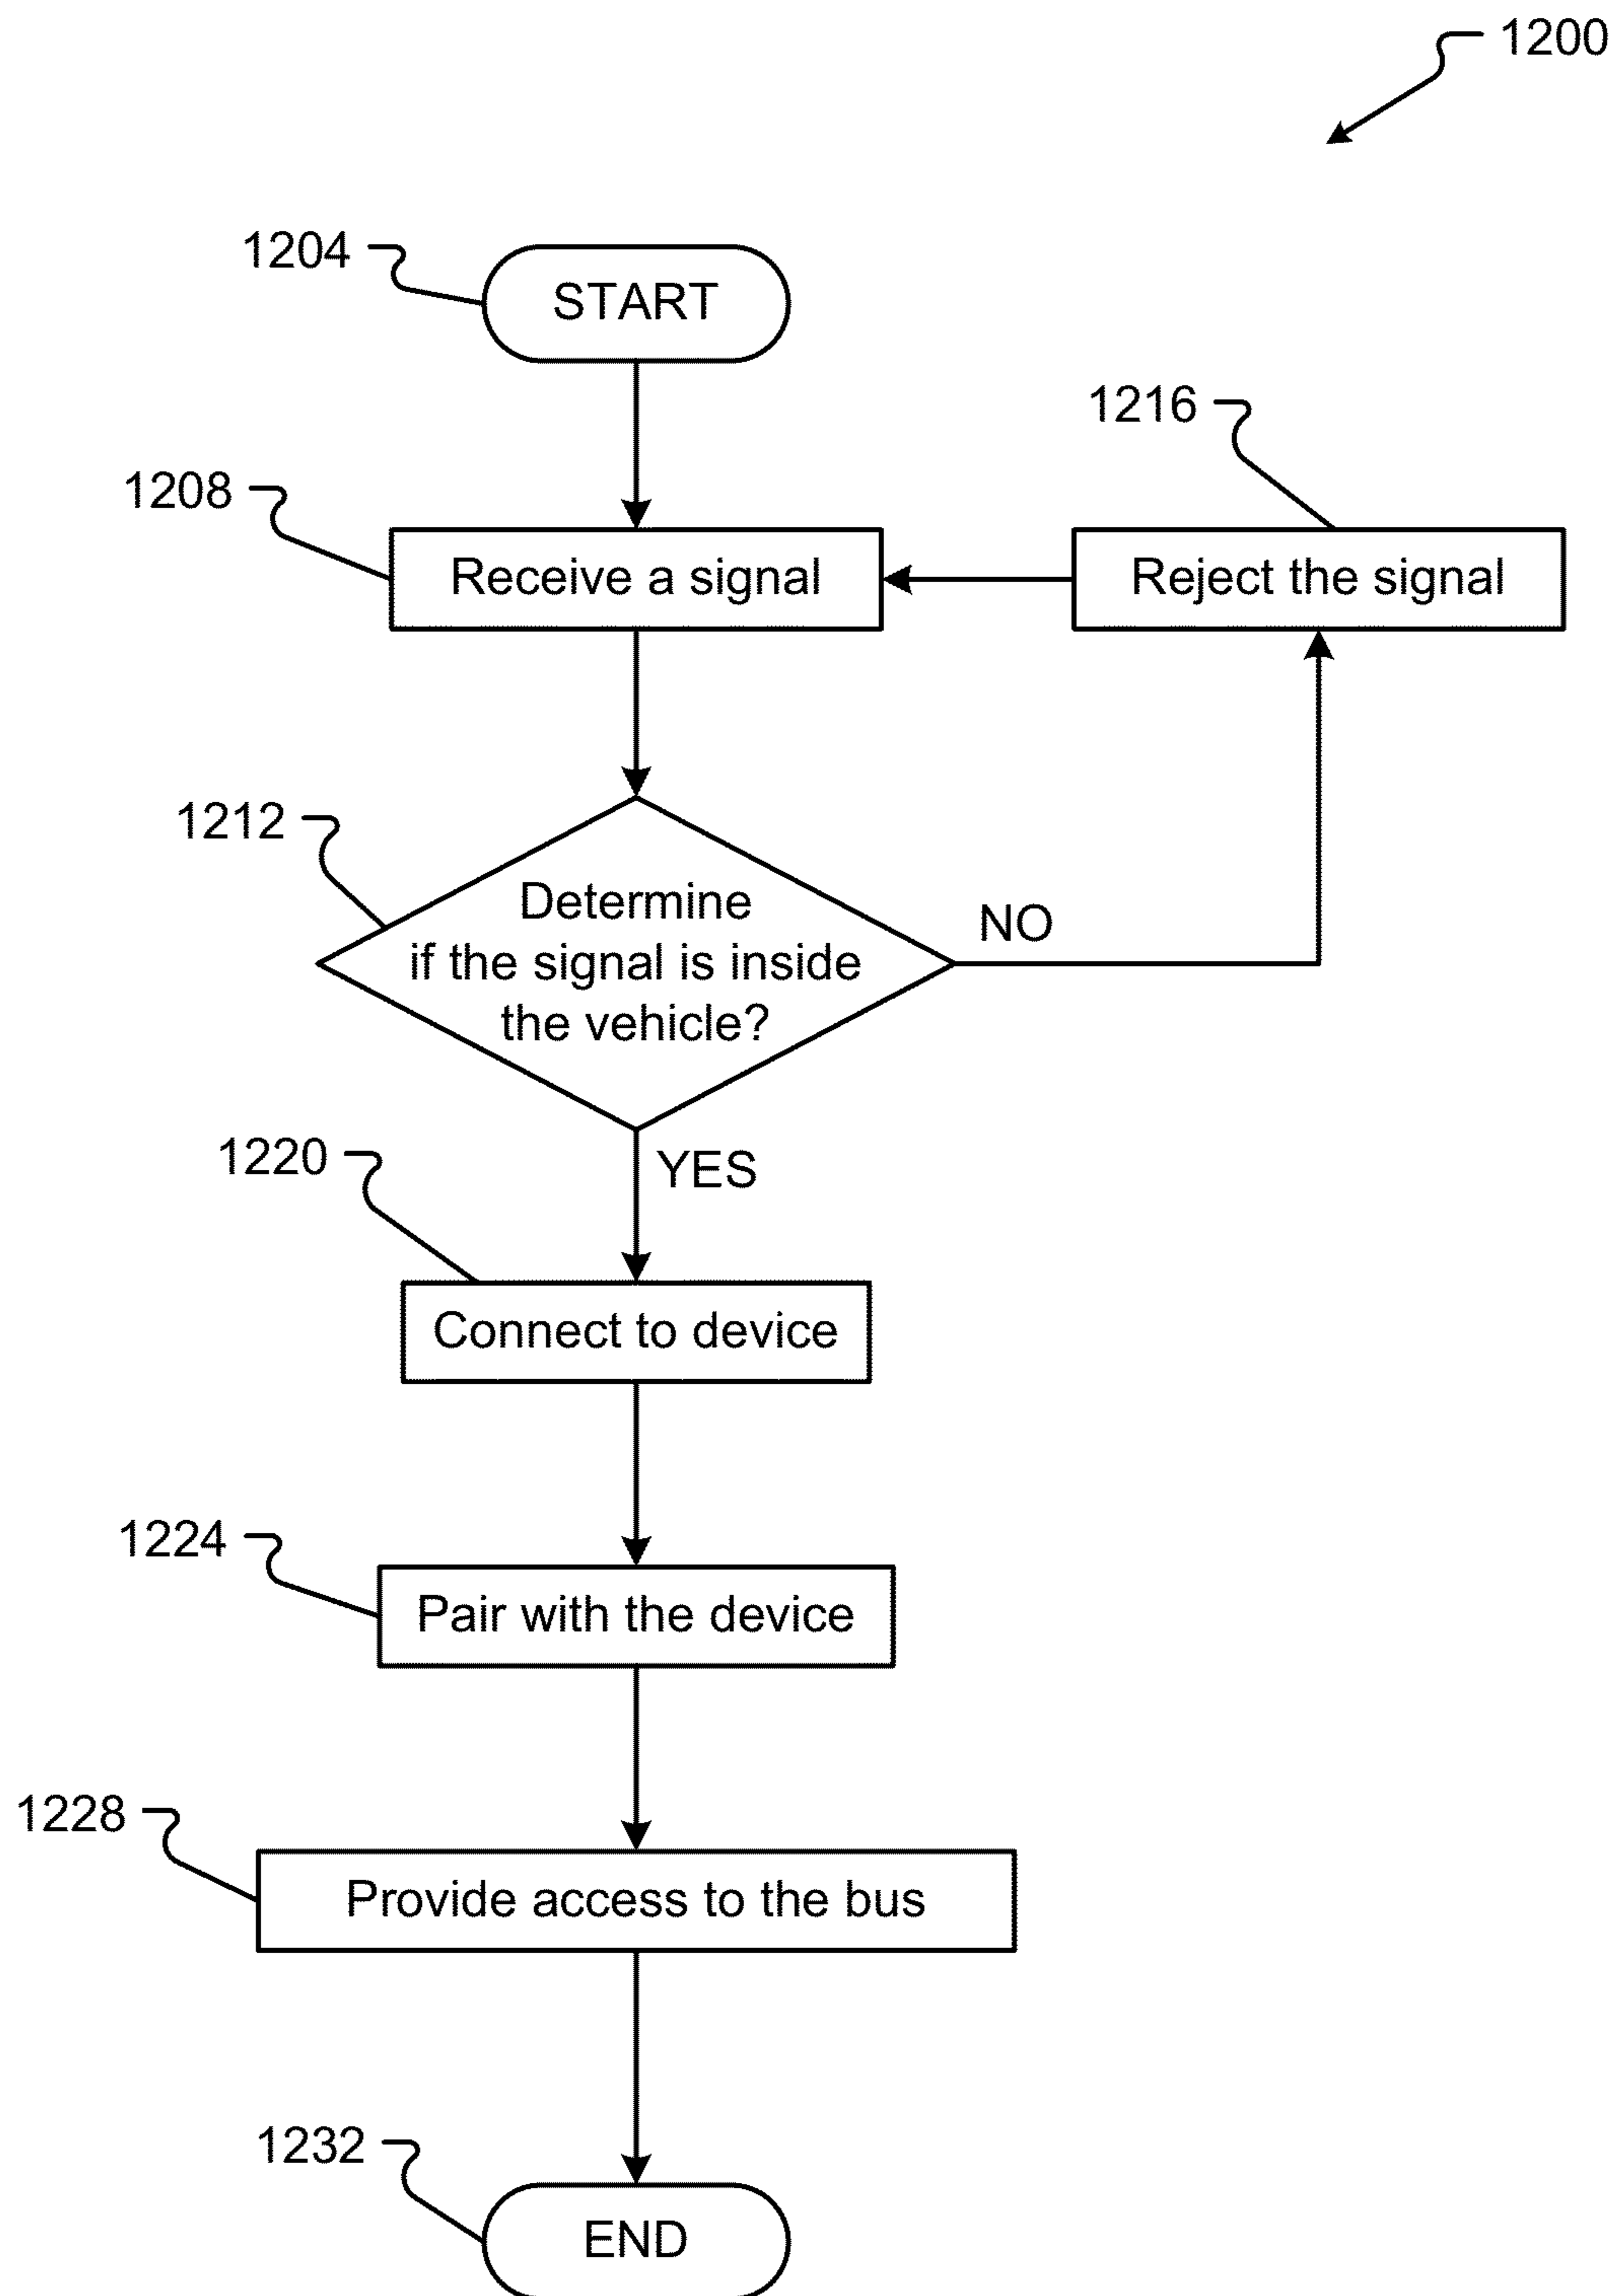 1200
1204
START
1216
1208
Receive a signal
Reject the signal
1212
Determine
if the signal is inside
the vehicle?
NO
1220
YES
Connect to device
1224
Pair with the device
1228
Provide access to the bus
1232
END